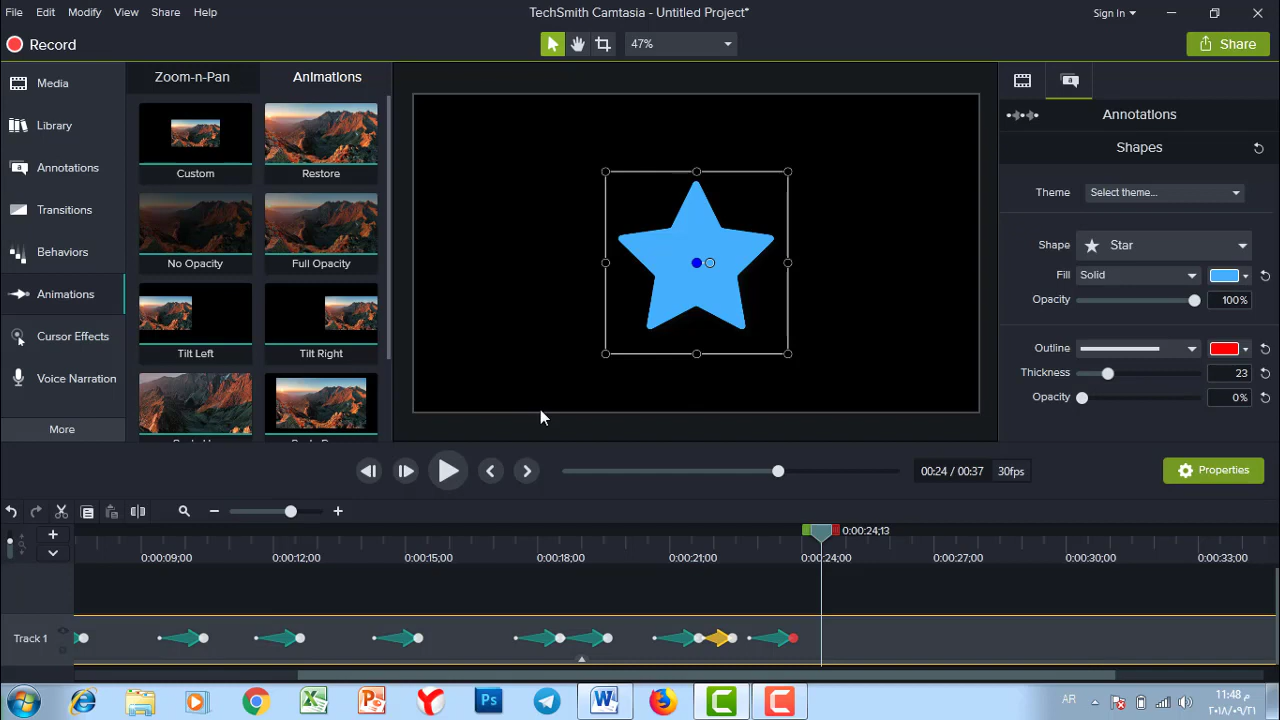 File Edit Modify View Share Help
TechSmith Camtasia - Untitled Project*
Sign In
Record
47%
Share
Media
Library
Annotations
Transitions
Behaviors
Animations
Cursor Effects
Voice Narration
More
Zoom-n-Pan
Animations
Custom
Restore
No Opacity
Full Opacity
Tilt Left
Tilt Right
Annotations
Shapes
Theme Select theme...
Shape Star
Fill Solid
Opacity 100%
Outline
Thickness 23
Opacity 0%
00:24 / 00:37 30fps
Properties
0:00:24;13
0:00:09;00 0:00:12;00 0:00:15;00 0:00:18;00 0:00:21;00 0:00:24;00 0:00:27;00 0:00:30;00 0:00:33;00
Track 1
Ps
AR
11:48 م
٢٠١٨/٠٩/٢١